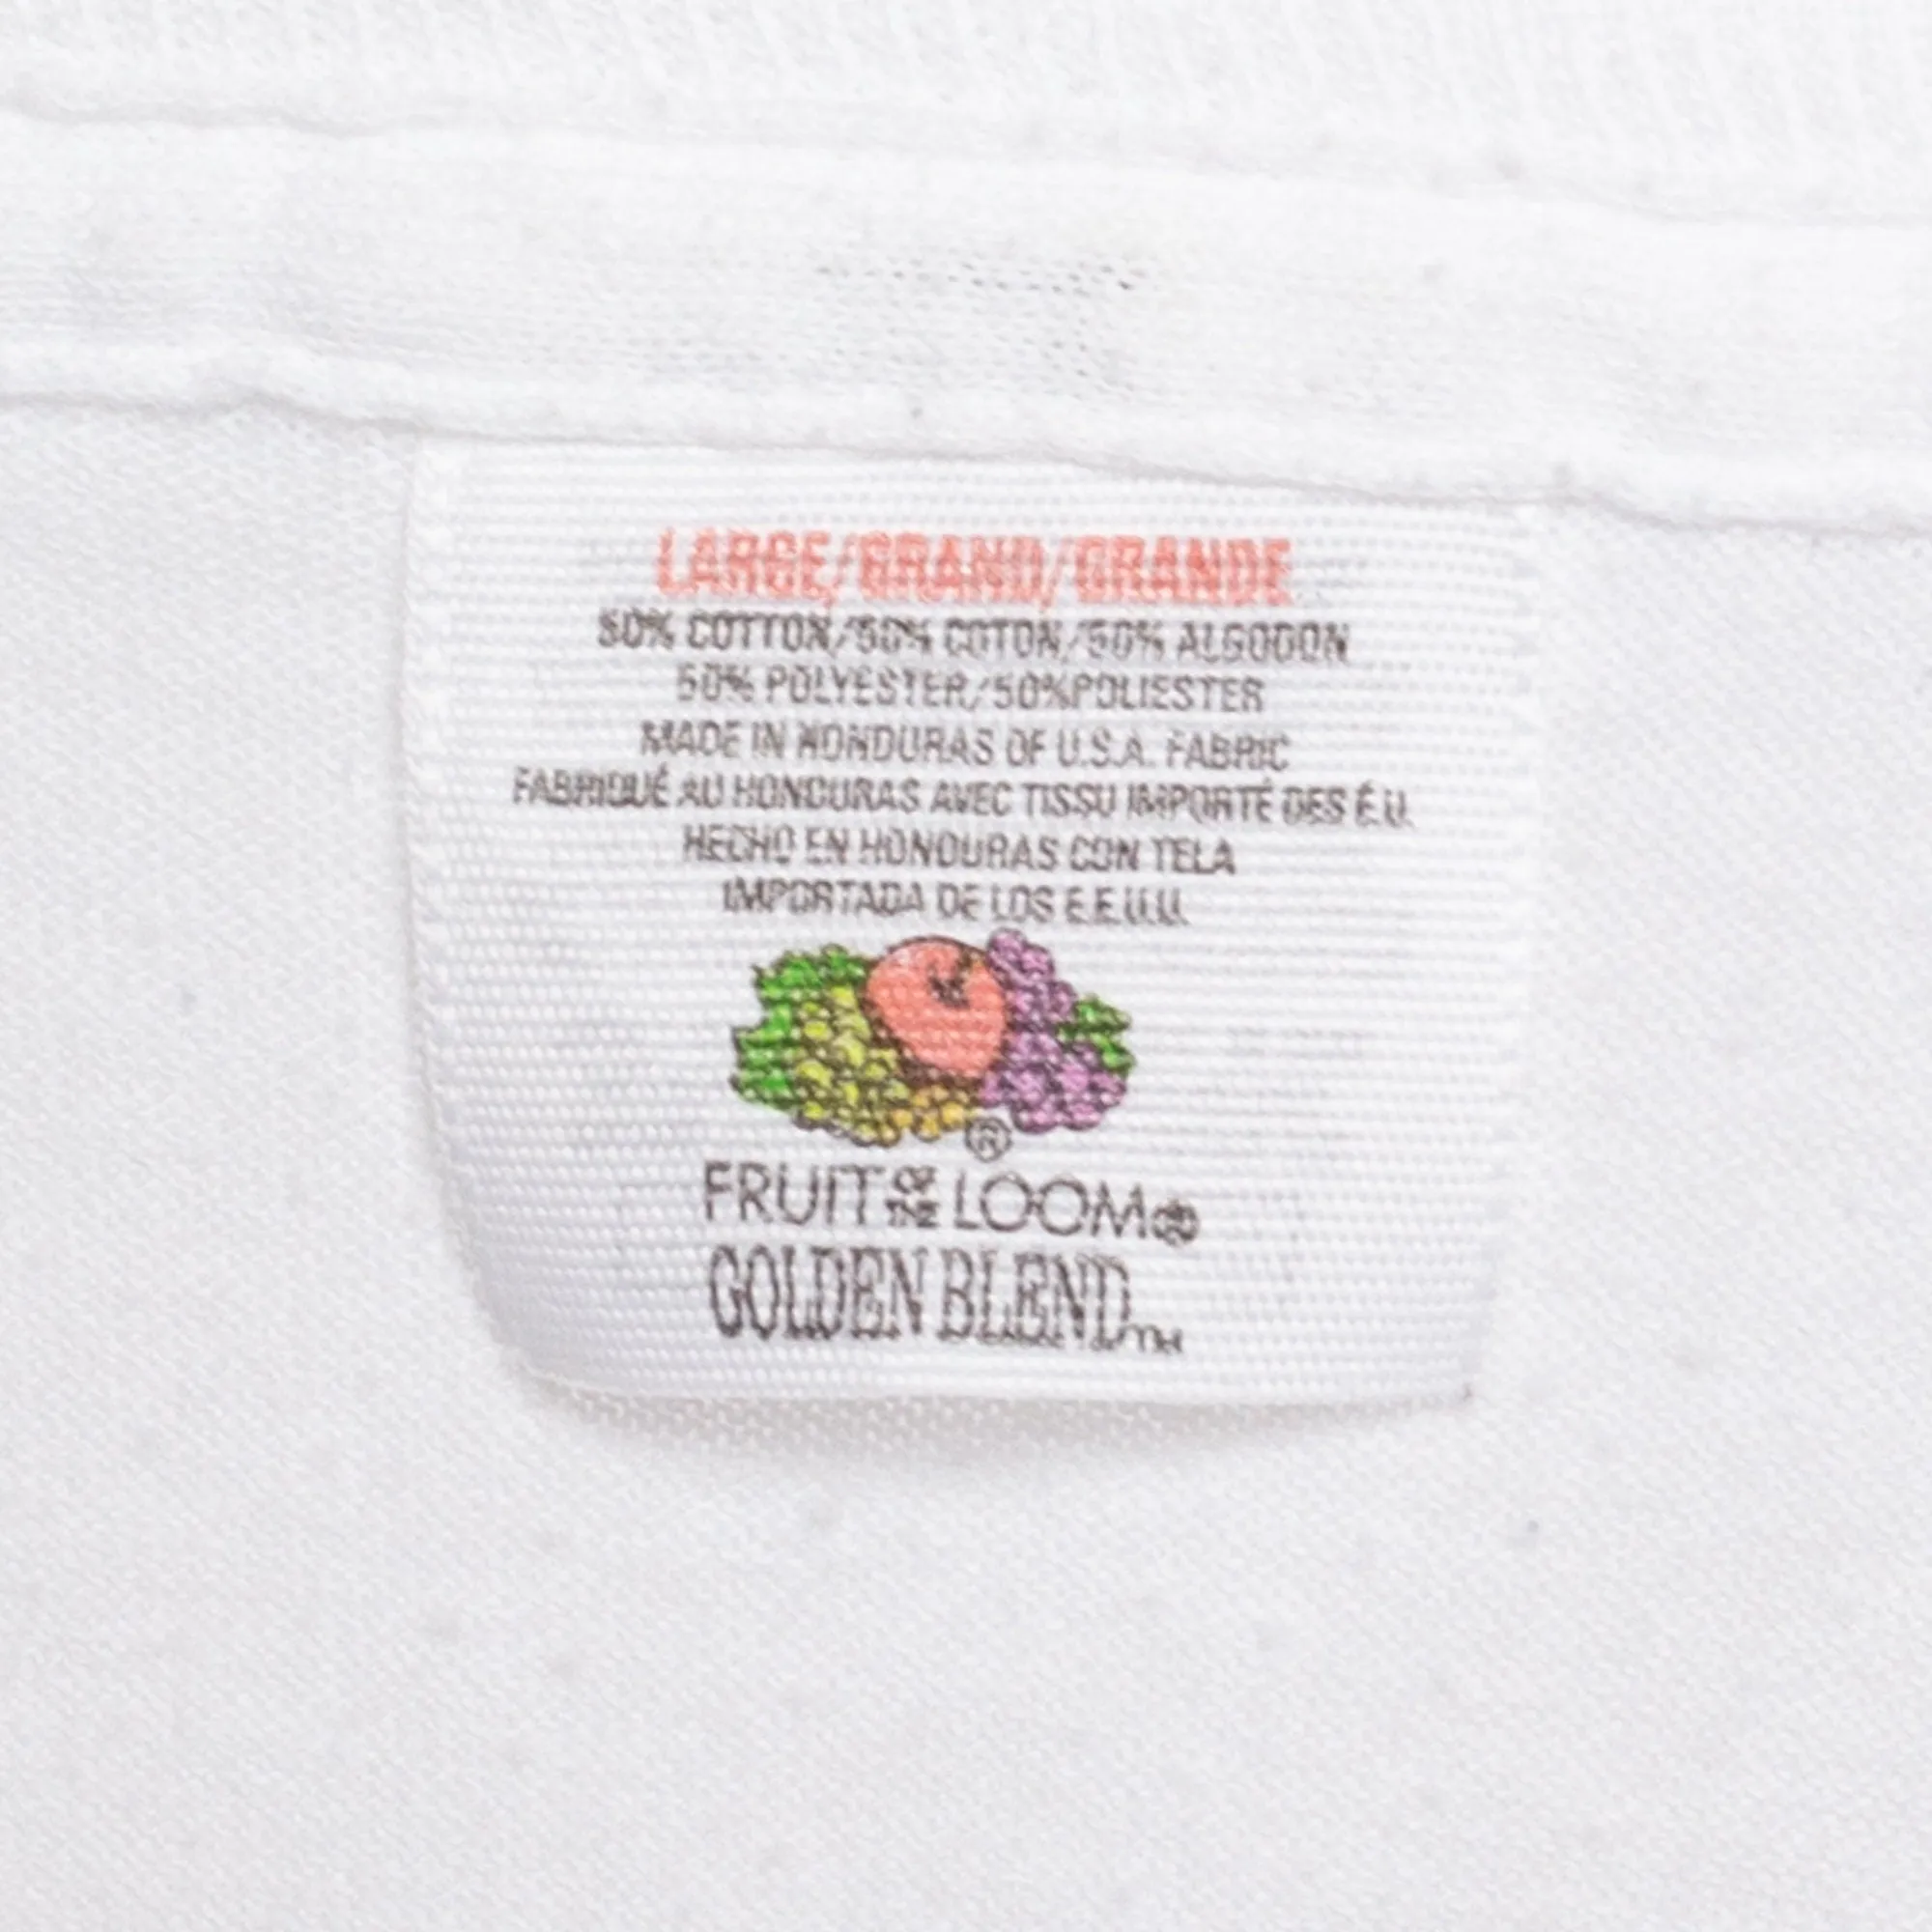 LARGE/GRAND/GRANDE
50% COTTON/50% COTON/50% ALGODON
50% POLYESTER/50%POLIESTER
MADE IN HONDURAS OF U.S.A. FABRIC
FABRIQUÉ AU HONDURAS AVEC TISSU IMPORTÉ DES É.U.
HECHO EN HONDURAS CON TELA
IMPORTADA DE LOS E.E.U.U.
®
FRUIT OF THE LOOM®
GOLDEN BLEND™